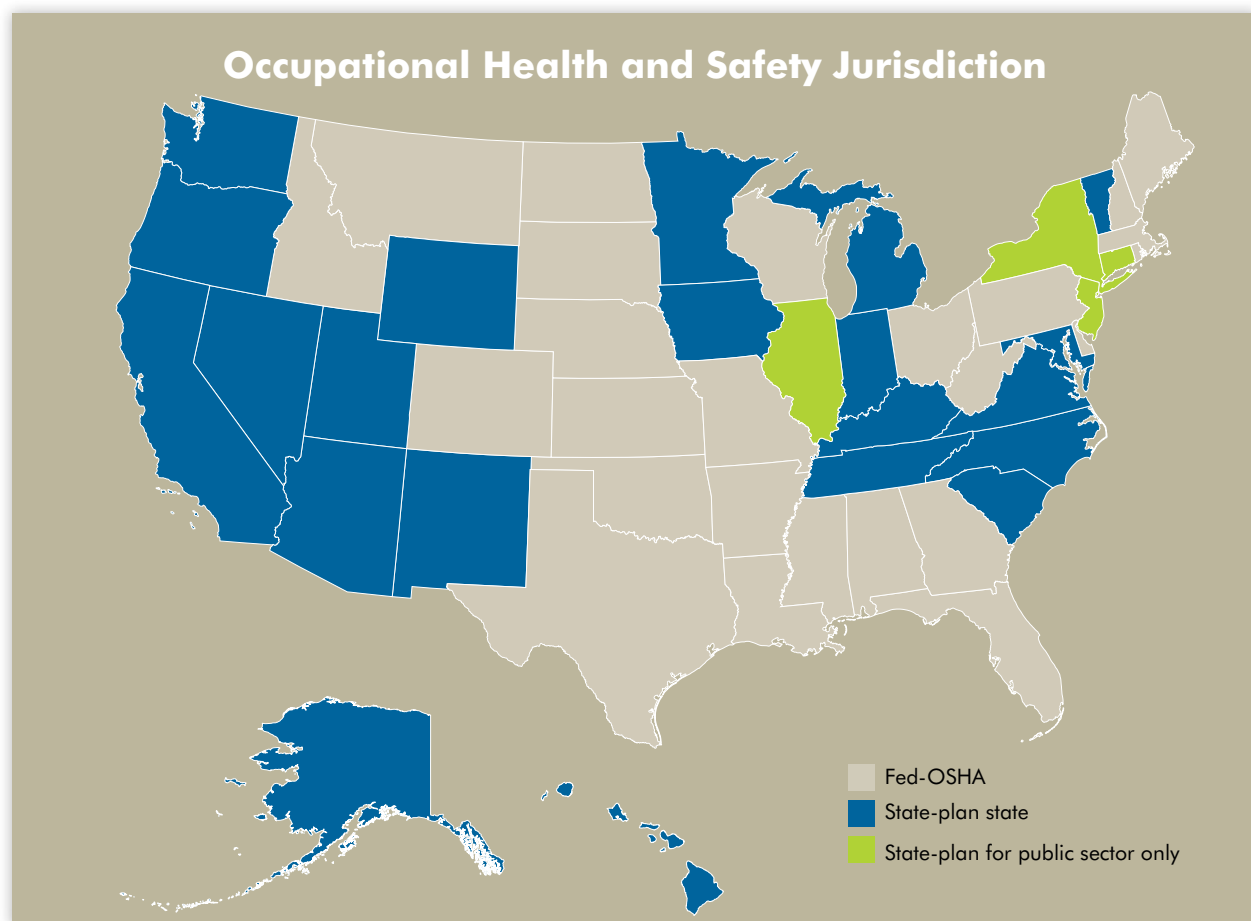 Occupational Health and Safety Jurisdiction
Fed-OSHA
State-plan state
State-plan for public sector only